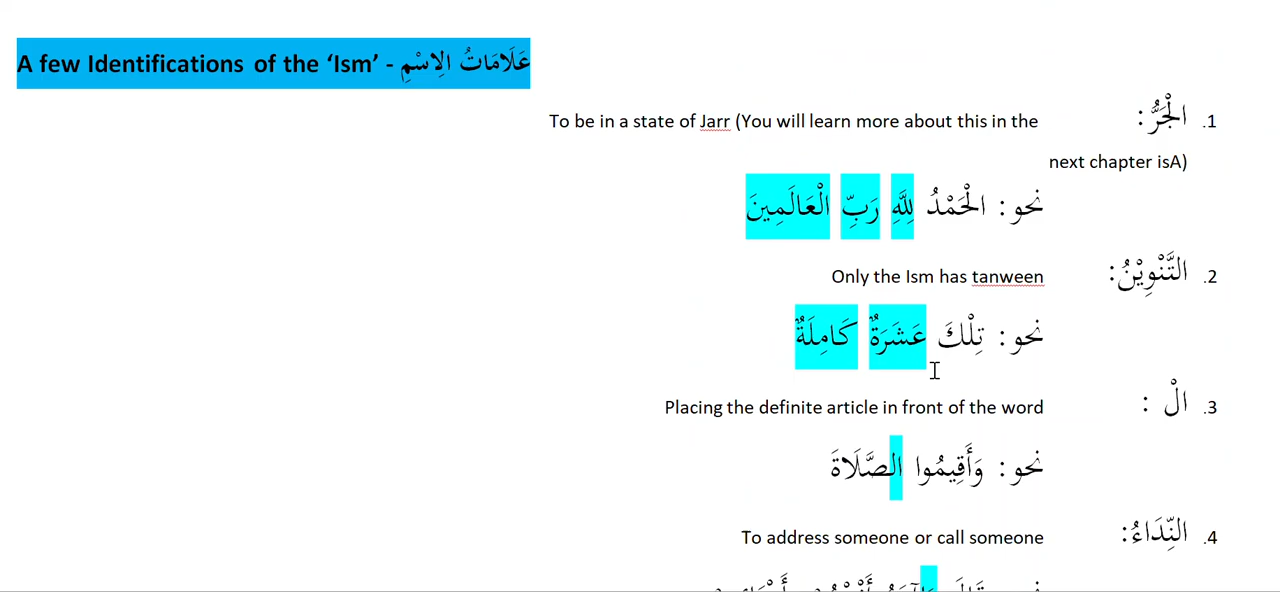 A few Identifications of the ‘Ism’ - عَلَامَاتُ الِاسْمِ
1. الْجَرُّ: To be in a state of Jarr (You will learn more about this in the
next chapter isA)
نحو: الْحَمْدُ لِلَّهِ رَبِّ الْعَالَمِينَ
2. التَّنْوِيْنُ: Only the Ism has tanween
نحو: تِلْكَ عَشَرَةٌ كَامِلَةٌ
3. الْ : Placing the definite article in front of the word
نحو: وَأَقِيمُوا الصَّلَاةَ
4. النِّدَاءُ: To address someone or call someone